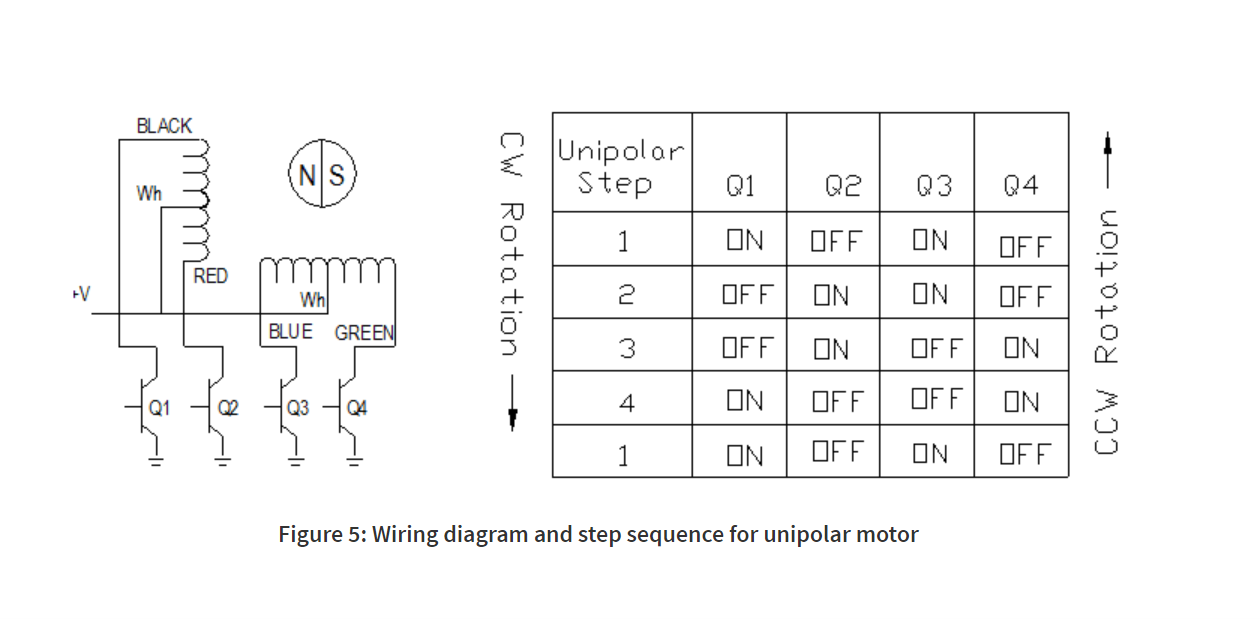 BLACK
Wh
N S
RED
+V
Wh
BLUE GREEN
Q1 Q2 Q3 Q4
CW Rotation
Unipolar
Step Q1 Q2 Q3 Q4
1 ON OFF ON OFF
2 OFF ON ON OFF
3 OFF ON OFF ON
4 ON OFF OFF ON
1 ON OFF ON OFF
CCW Rotation
Figure 5: Wiring diagram and step sequence for unipolar motor